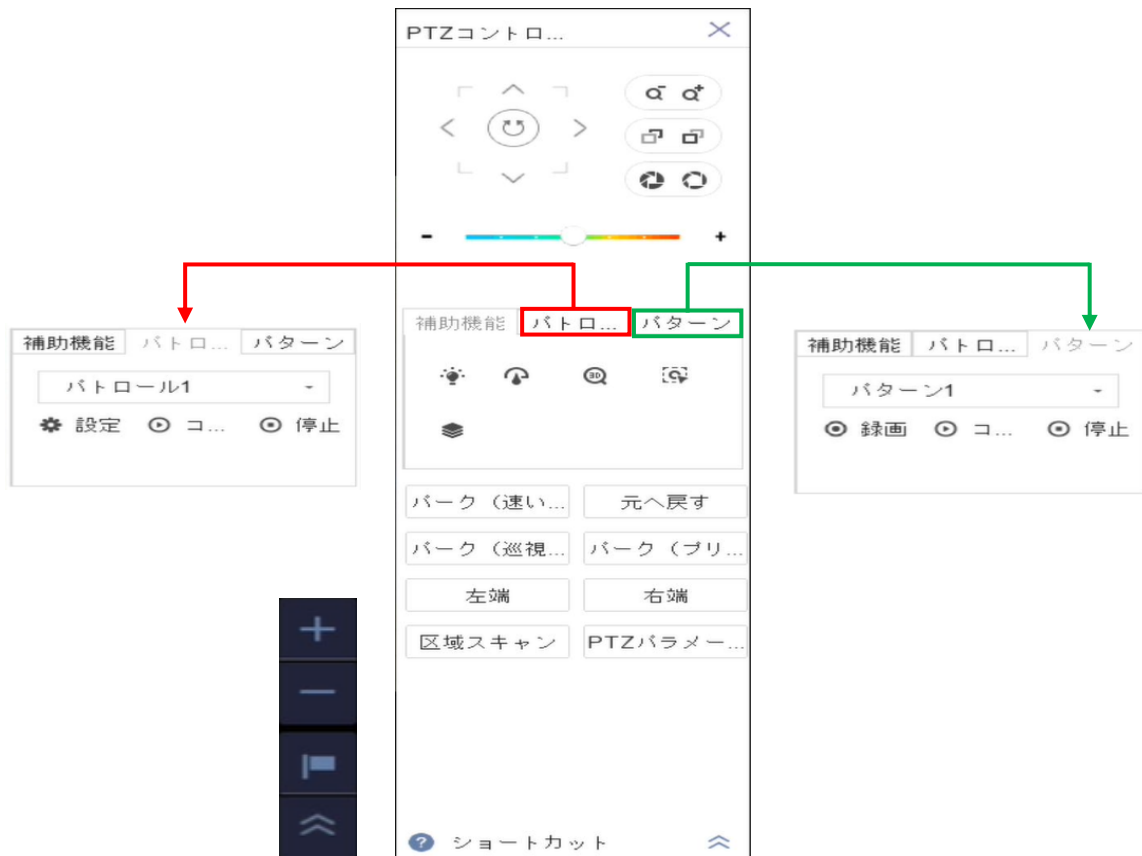 PTZコントロ...
- +
補助機能 パトロ... パターン
補助機能 パトロ... パターン
パトロール1
設定 コ... 停止
補助機能 パトロ... パターン
パターン1
録画 コ... 停止
3D
パーク（速い... 元へ戻す
パーク（巡視... パーク（プリ...
左端 右端
区域スキャン PTZパラメー...
? ショートカット